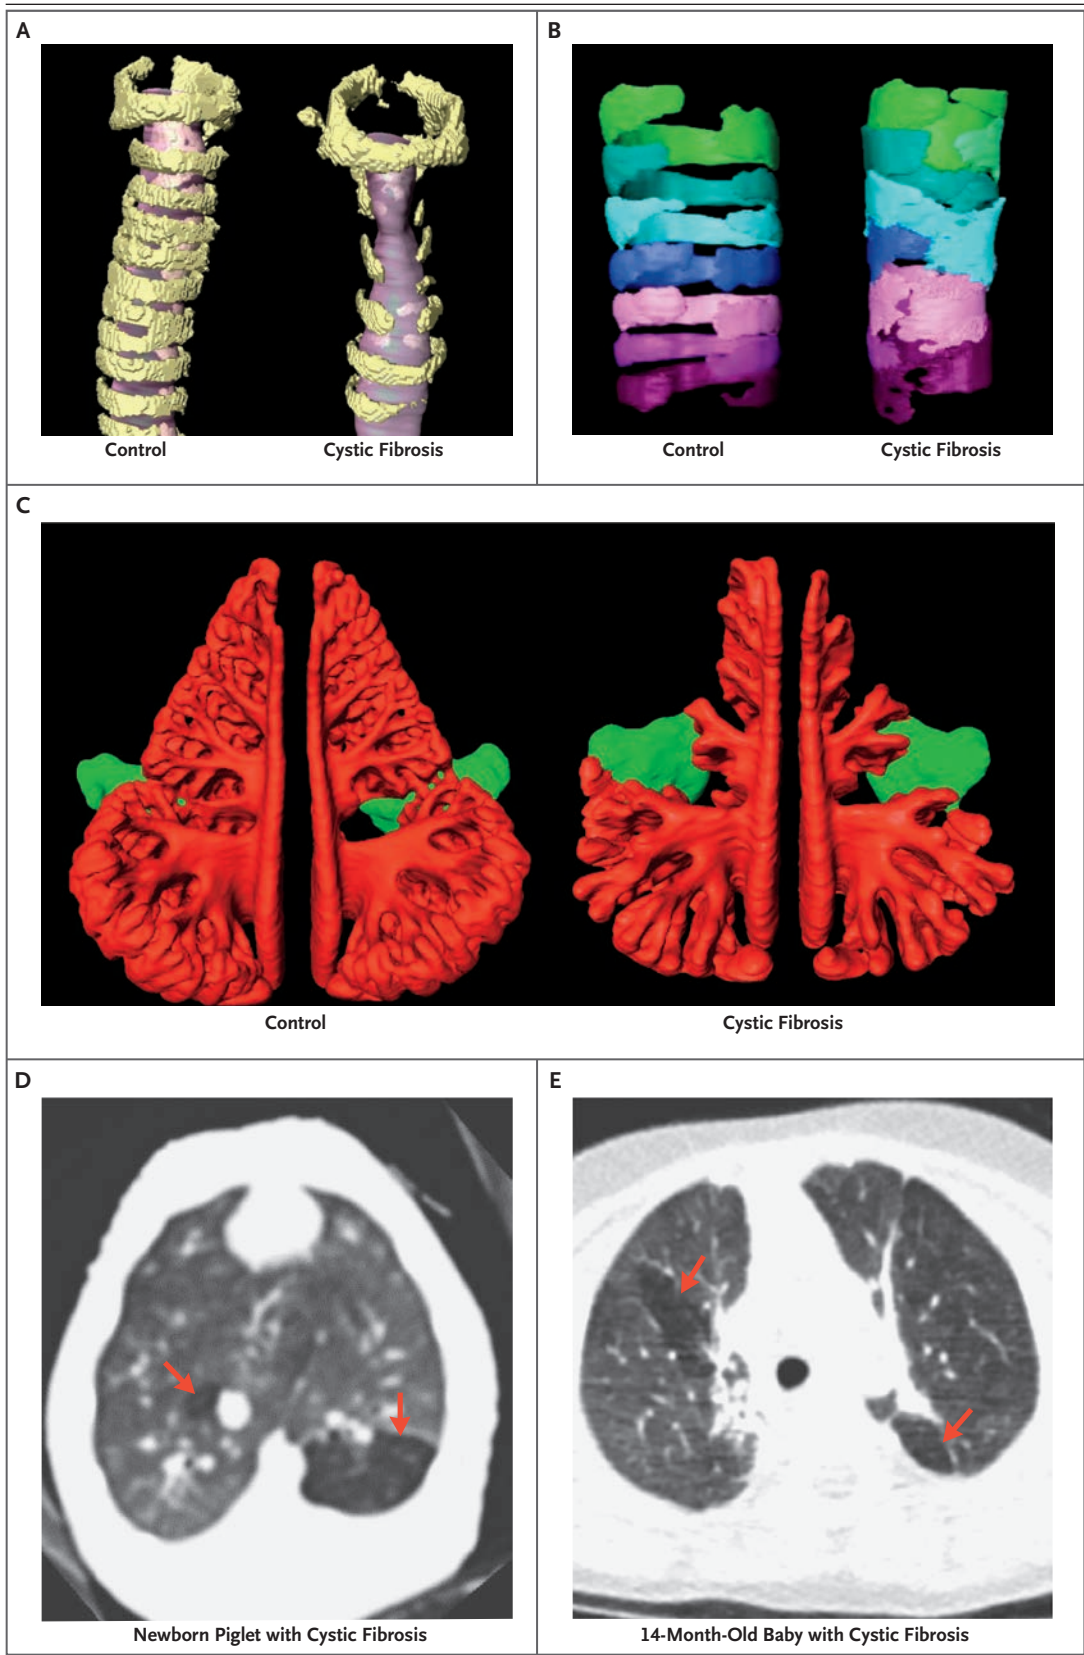 A
B
Control
Cystic Fibrosis
Control
Cystic Fibrosis
C
Control
Cystic Fibrosis
D
E
Newborn Piglet with Cystic Fibrosis
14-Month-Old Baby with Cystic Fibrosis